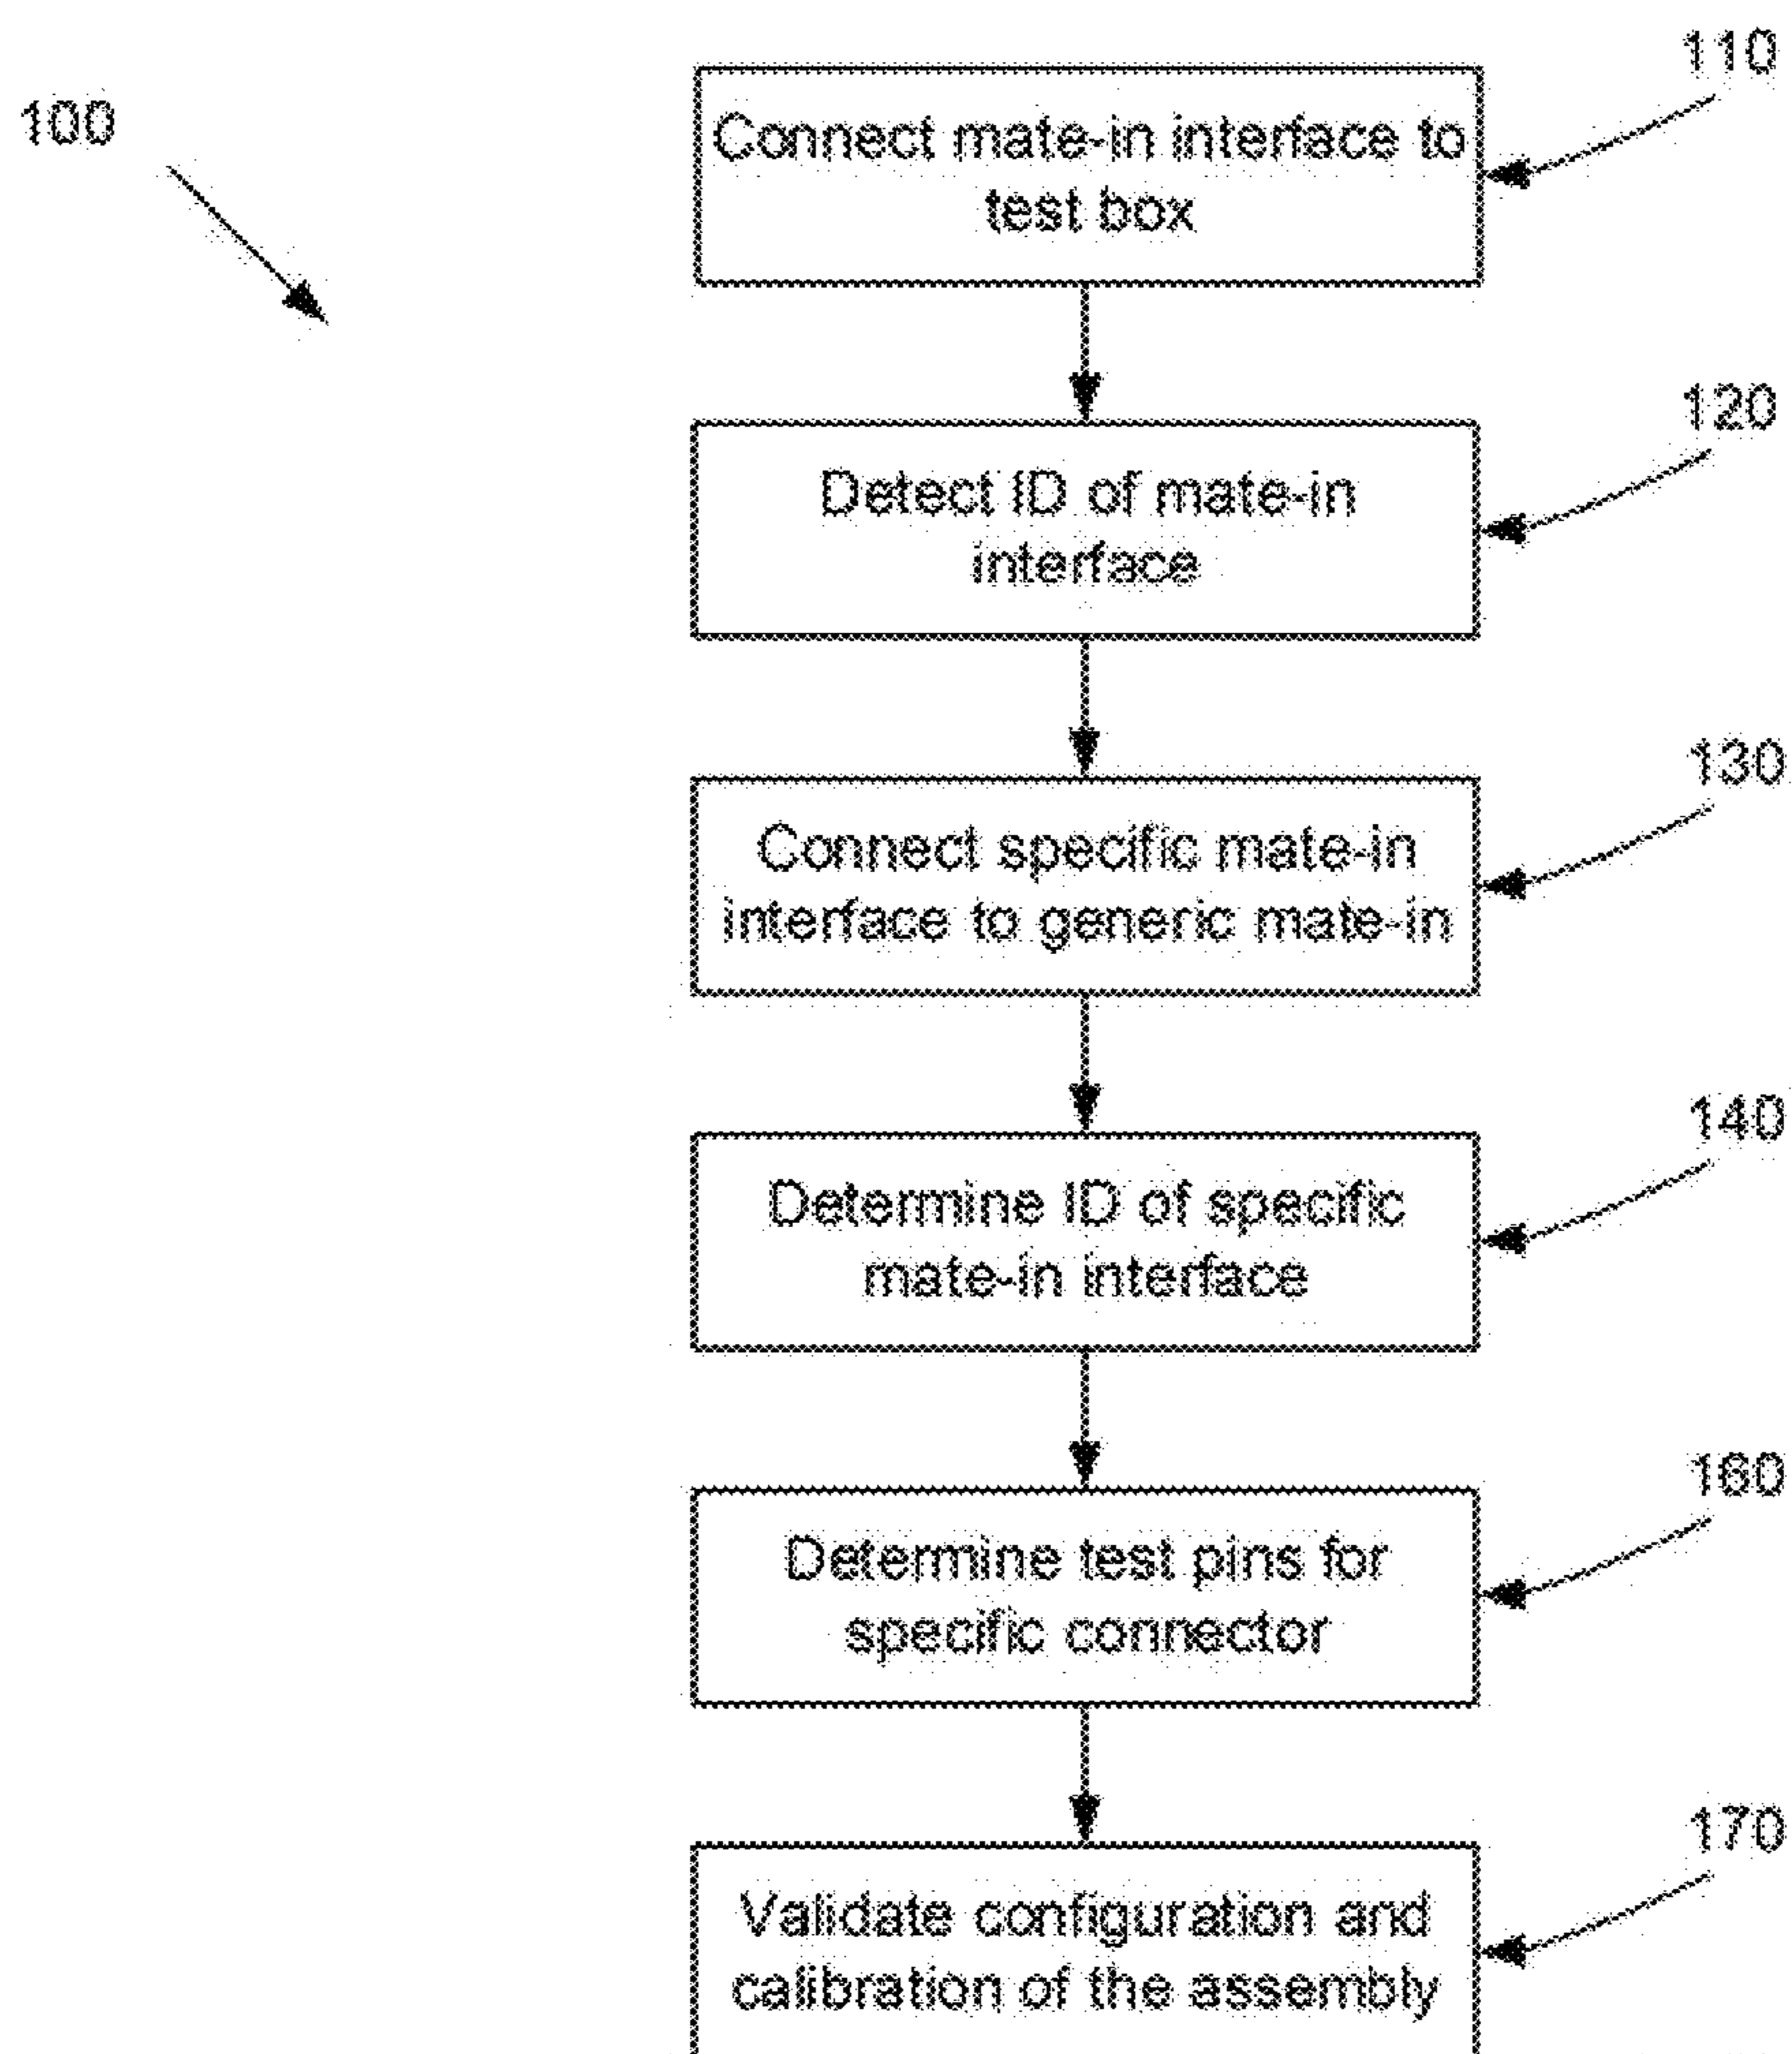 110
100
Connect mate-in interface to
test box
120
Detect ID of mate-in
interface
130
Connect specific mate-in
interface to generic mate-in
140
Determine ID of specific
mate-in interface
160
Determine test pins for
specific connector
170
Validate configuration and
calibration of the assembly